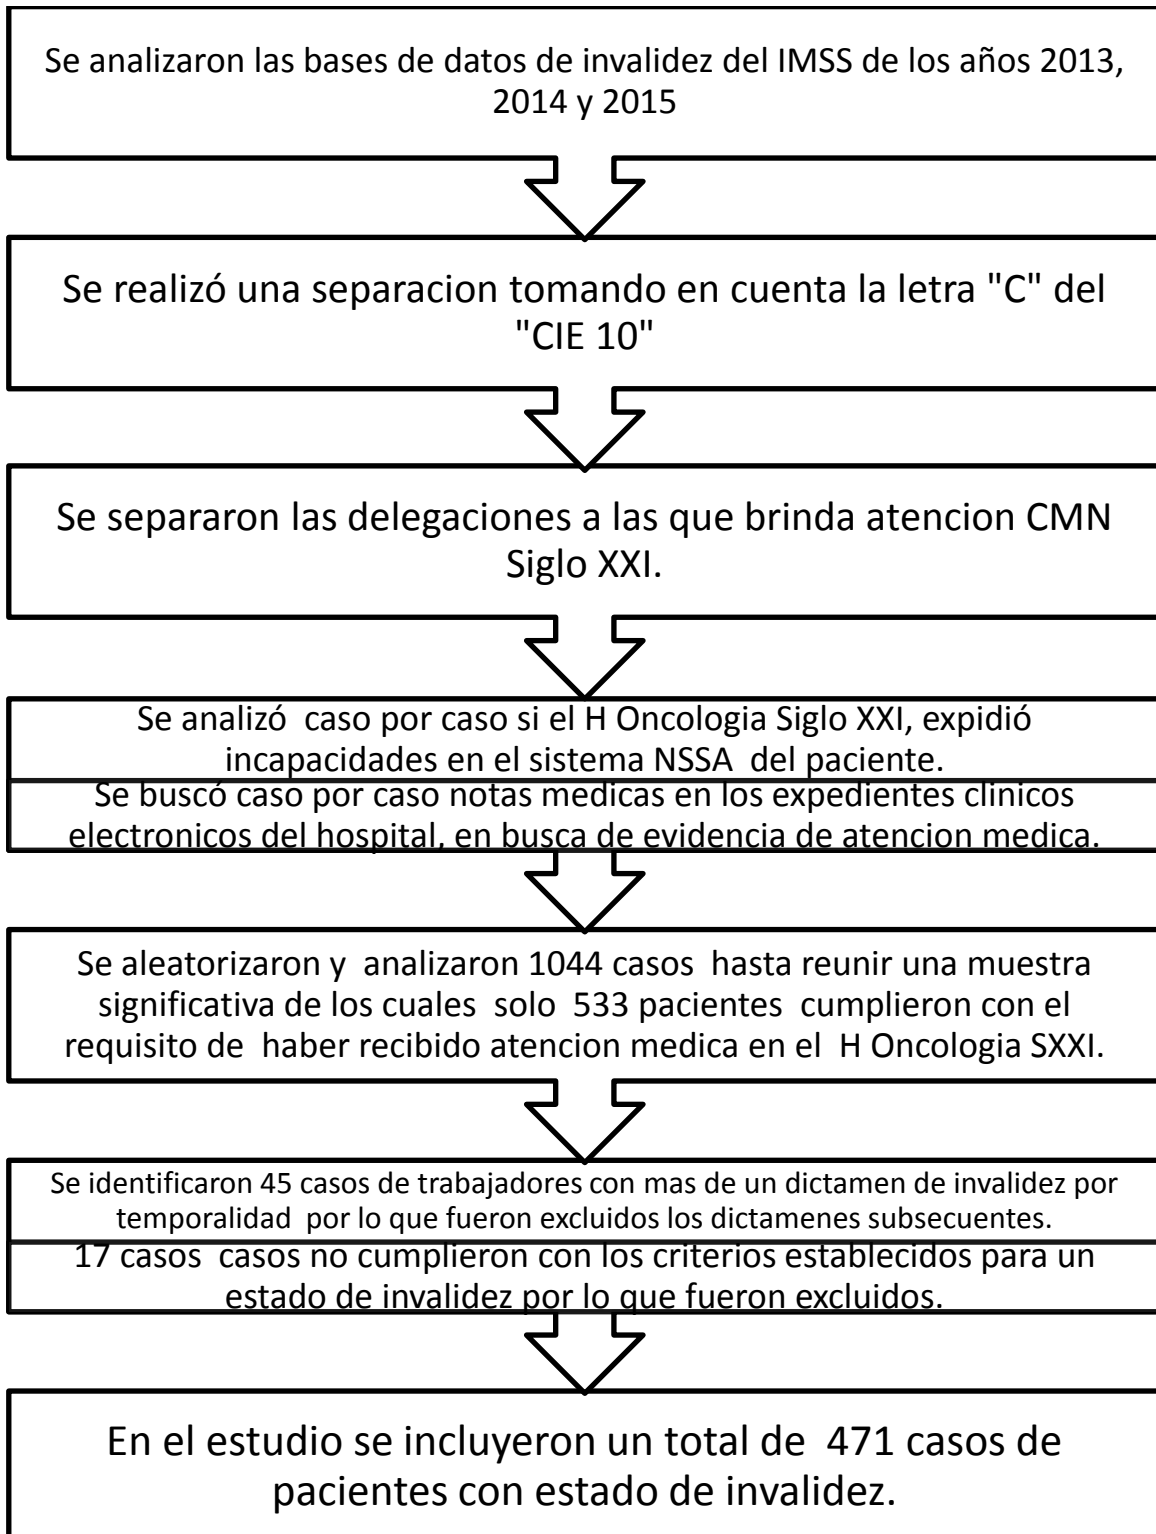 Se analizaron las bases de datos de invalidez del IMSS de los años 2013,
2014 y 2015
Se realizó una separacion tomando en cuenta la letra "C" del
"CIE 10"
Se separaron las delegaciones a las que brinda atencion CMN
Siglo XXI.
Se analizó caso por caso si el H Oncologia Siglo XXI, expidió
incapacidades en el sistema NSSA del paciente.
Se buscó caso por caso notas medicas en los expedientes clinicos
electronicos del hospital, en busca de evidencia de atencion medica.
Se aleatorizaron y analizaron 1044 casos hasta reunir una muestra
significativa de los cuales solo 533 pacientes cumplieron con el
requisito de haber recibido atencion medica en el H Oncologia SXXI.
Se identificaron 45 casos de trabajadores con mas de un dictamen de invalidez por
temporalidad por lo que fueron excluidos los dictamenes subsecuentes.
17 casos casos no cumplieron con los criterios establecidos para un
estado de invalidez por lo que fueron excluidos.
En el estudio se incluyeron un total de 471 casos de
pacientes con estado de invalidez.